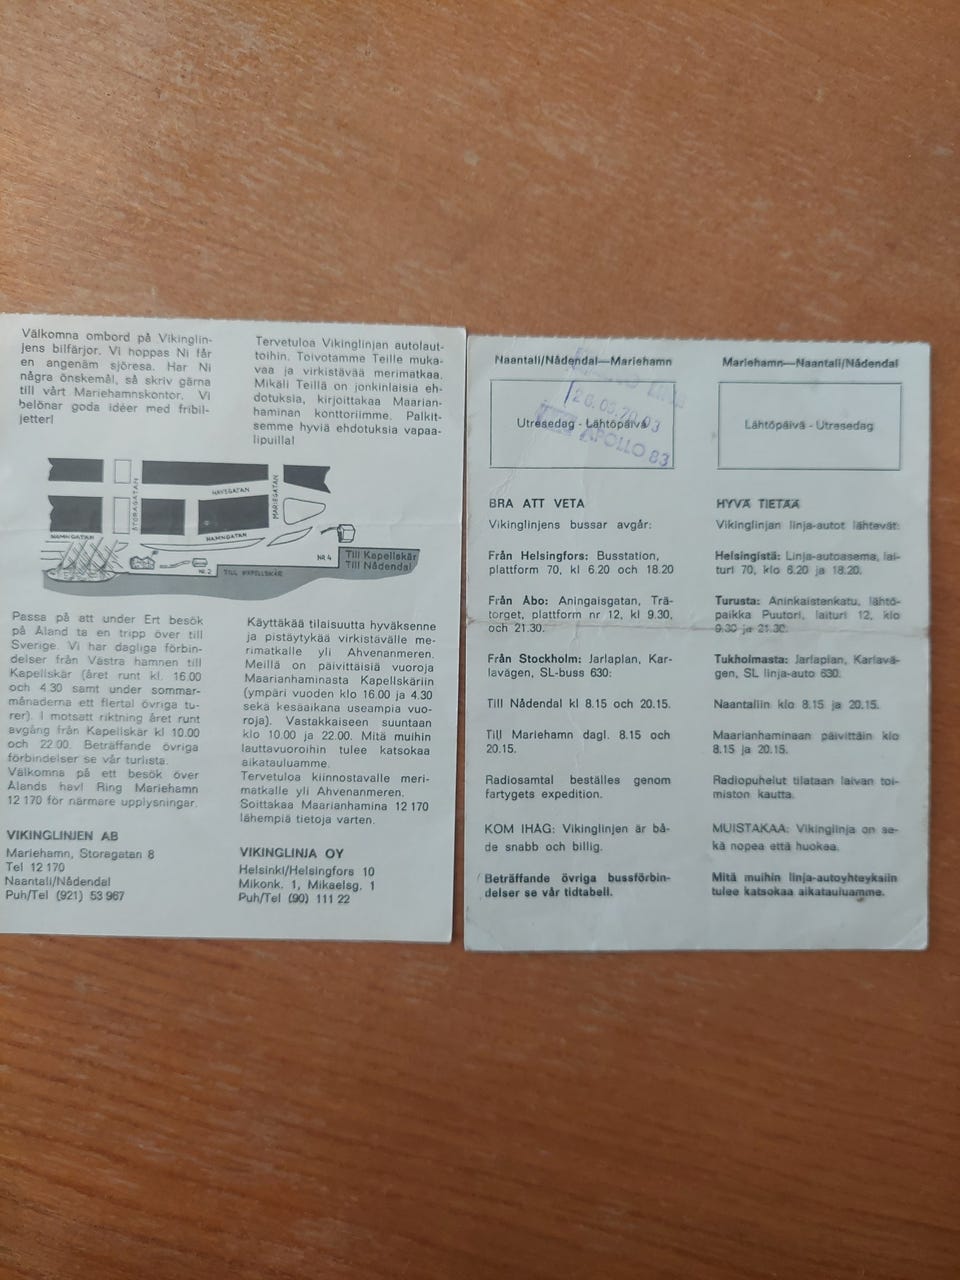 Välkomna ombord på Vikinglin-
jens bilfärjor. Vi hoppas Ni får
en angenäm sjöresa. Har Ni
några önskemål, så skriv gärna
till vårt Mariehamnskontor. Vi
belönar goda idéer med fribil-
jetter!
Tervetuloa Vikinglinjan autolaut-
toihin. Toivotamme Teille muka-
vaa ja virkistävää merimatkaa.
Mikäli Teillä on jonkinlaisia eh-
dotuksia, kirjoittakaa Maarian-
haminan konttoriimme. Palkit-
semme hyviä ehdotuksia vapaa-
lipuilla!
HAVSGATAN
STORAGATAN
MARIEGATAN
HAMNGATAN
HAMNGATAN
NR 2
TILL KAPELLSKÄR
NR 4
Till Kapellskär
Till Nådendal
Passa på att under Ert besök
på Åland ta en tripp över till
Sverige. Vi har dagliga förbin-
delser från Västra hamnen till
Kapellskär (året runt kl. 16.00
och 4.30 samt under sommar-
månaderna ett flertal övriga tu-
rer). I motsatt riktning året runt
avgång från Kapellskär kl 10.00
och 22.00. Beträffande övriga
förbindelser se vår turlista.
Välkomna på ett besök över
Ålands hav! Ring Mariehamn
12 170 för närmare upplysningar.
VIKINGLINJEN AB
Mariehamn, Storagatan 8
Tel 12 170
Naantali/Nådendal
Puh/Tel (921) 53 967
Käyttäkää tilaisuutta hyväksenne
ja pistäytykää virkistävälle me-
rimatkalle yli Ahvenanmeren.
Meillä on päivittäisiä vuoroja
Maarianhaminasta Kapellskäriin
(ympäri vuoden klo 16.00 ja 4.30
sekä kesäaikana useampia vuo-
roja). Vastakkaiseen suuntaan
klo 10.00 ja 22.00. Mitä muihin
lauttavuoroihin tulee katsokaa
aikatauluamme.
Tervetuloa kiinnostavalle meri-
matkalle yli Ahvenanmeren.
Soittakaa Maarianhamina 12 170
lähempiä tietoja varten.
VIKINGLINJA OY
Helsinki/Helsingfors 10
Mikonk. 1, Mikaelsg. 1
Puh/Tel (90) 111 22
Naantali/Nådendal—Mariehamn
Utresedag - Lähtöpäivä
APOLLO 83
BRA ATT VETA
Vikinglinjens bussar avgår:
Från Helsingfors: Busstation,
plattform 70, kl 6.20 och 18.20
Från Åbo: Aningaisgatan, Trä-
torget, plattform nr 12, kl 9.30,
och 21.30.
Från Stockholm: Jarlaplan, Kar-
lavägen, SL-buss 630:
Till Nådendal kl 8.15 och 20.15.
Till Mariehamn dagl. 8.15 och
20.15.
Radiosamtal beställes genom
fartygets expedition.
KOM IHÅG: Vikinglinjen är bå-
de snabb och billig.
Beträffande övriga bussförbin-
delser se vår tidtabell.
Mariehamn—Naantali/Nådendal
Lähtöpäivä - Utresedag
HYVÄ TIETÄÄ
Vikinglinjan linja-autot lähtevät:
Helsingistä: Linja-autoasema, lai-
turi 70, klo 6.20 ja 18.20.
Turusta: Aninkaistenkatu, lähtö-
paikka Puutori, laituri 12, klo
9.30 ja 21.30.
Tukholmasta: Jarlaplan, Karlavä-
gen, SL linja-auto 630.
Naantaliin klo 8.15 ja 20.15.
Maarianhaminaan päivittäin klo
8.15 ja 20.15.
Radiopuhelut tilataan laivan toi-
miston kautta.
MUISTAKAA: Vikinglinja on se-
kä nopea että huokea.
Mitä muihin linja-autoyhteyksiin
tulee katsokaa aikatauluamme.